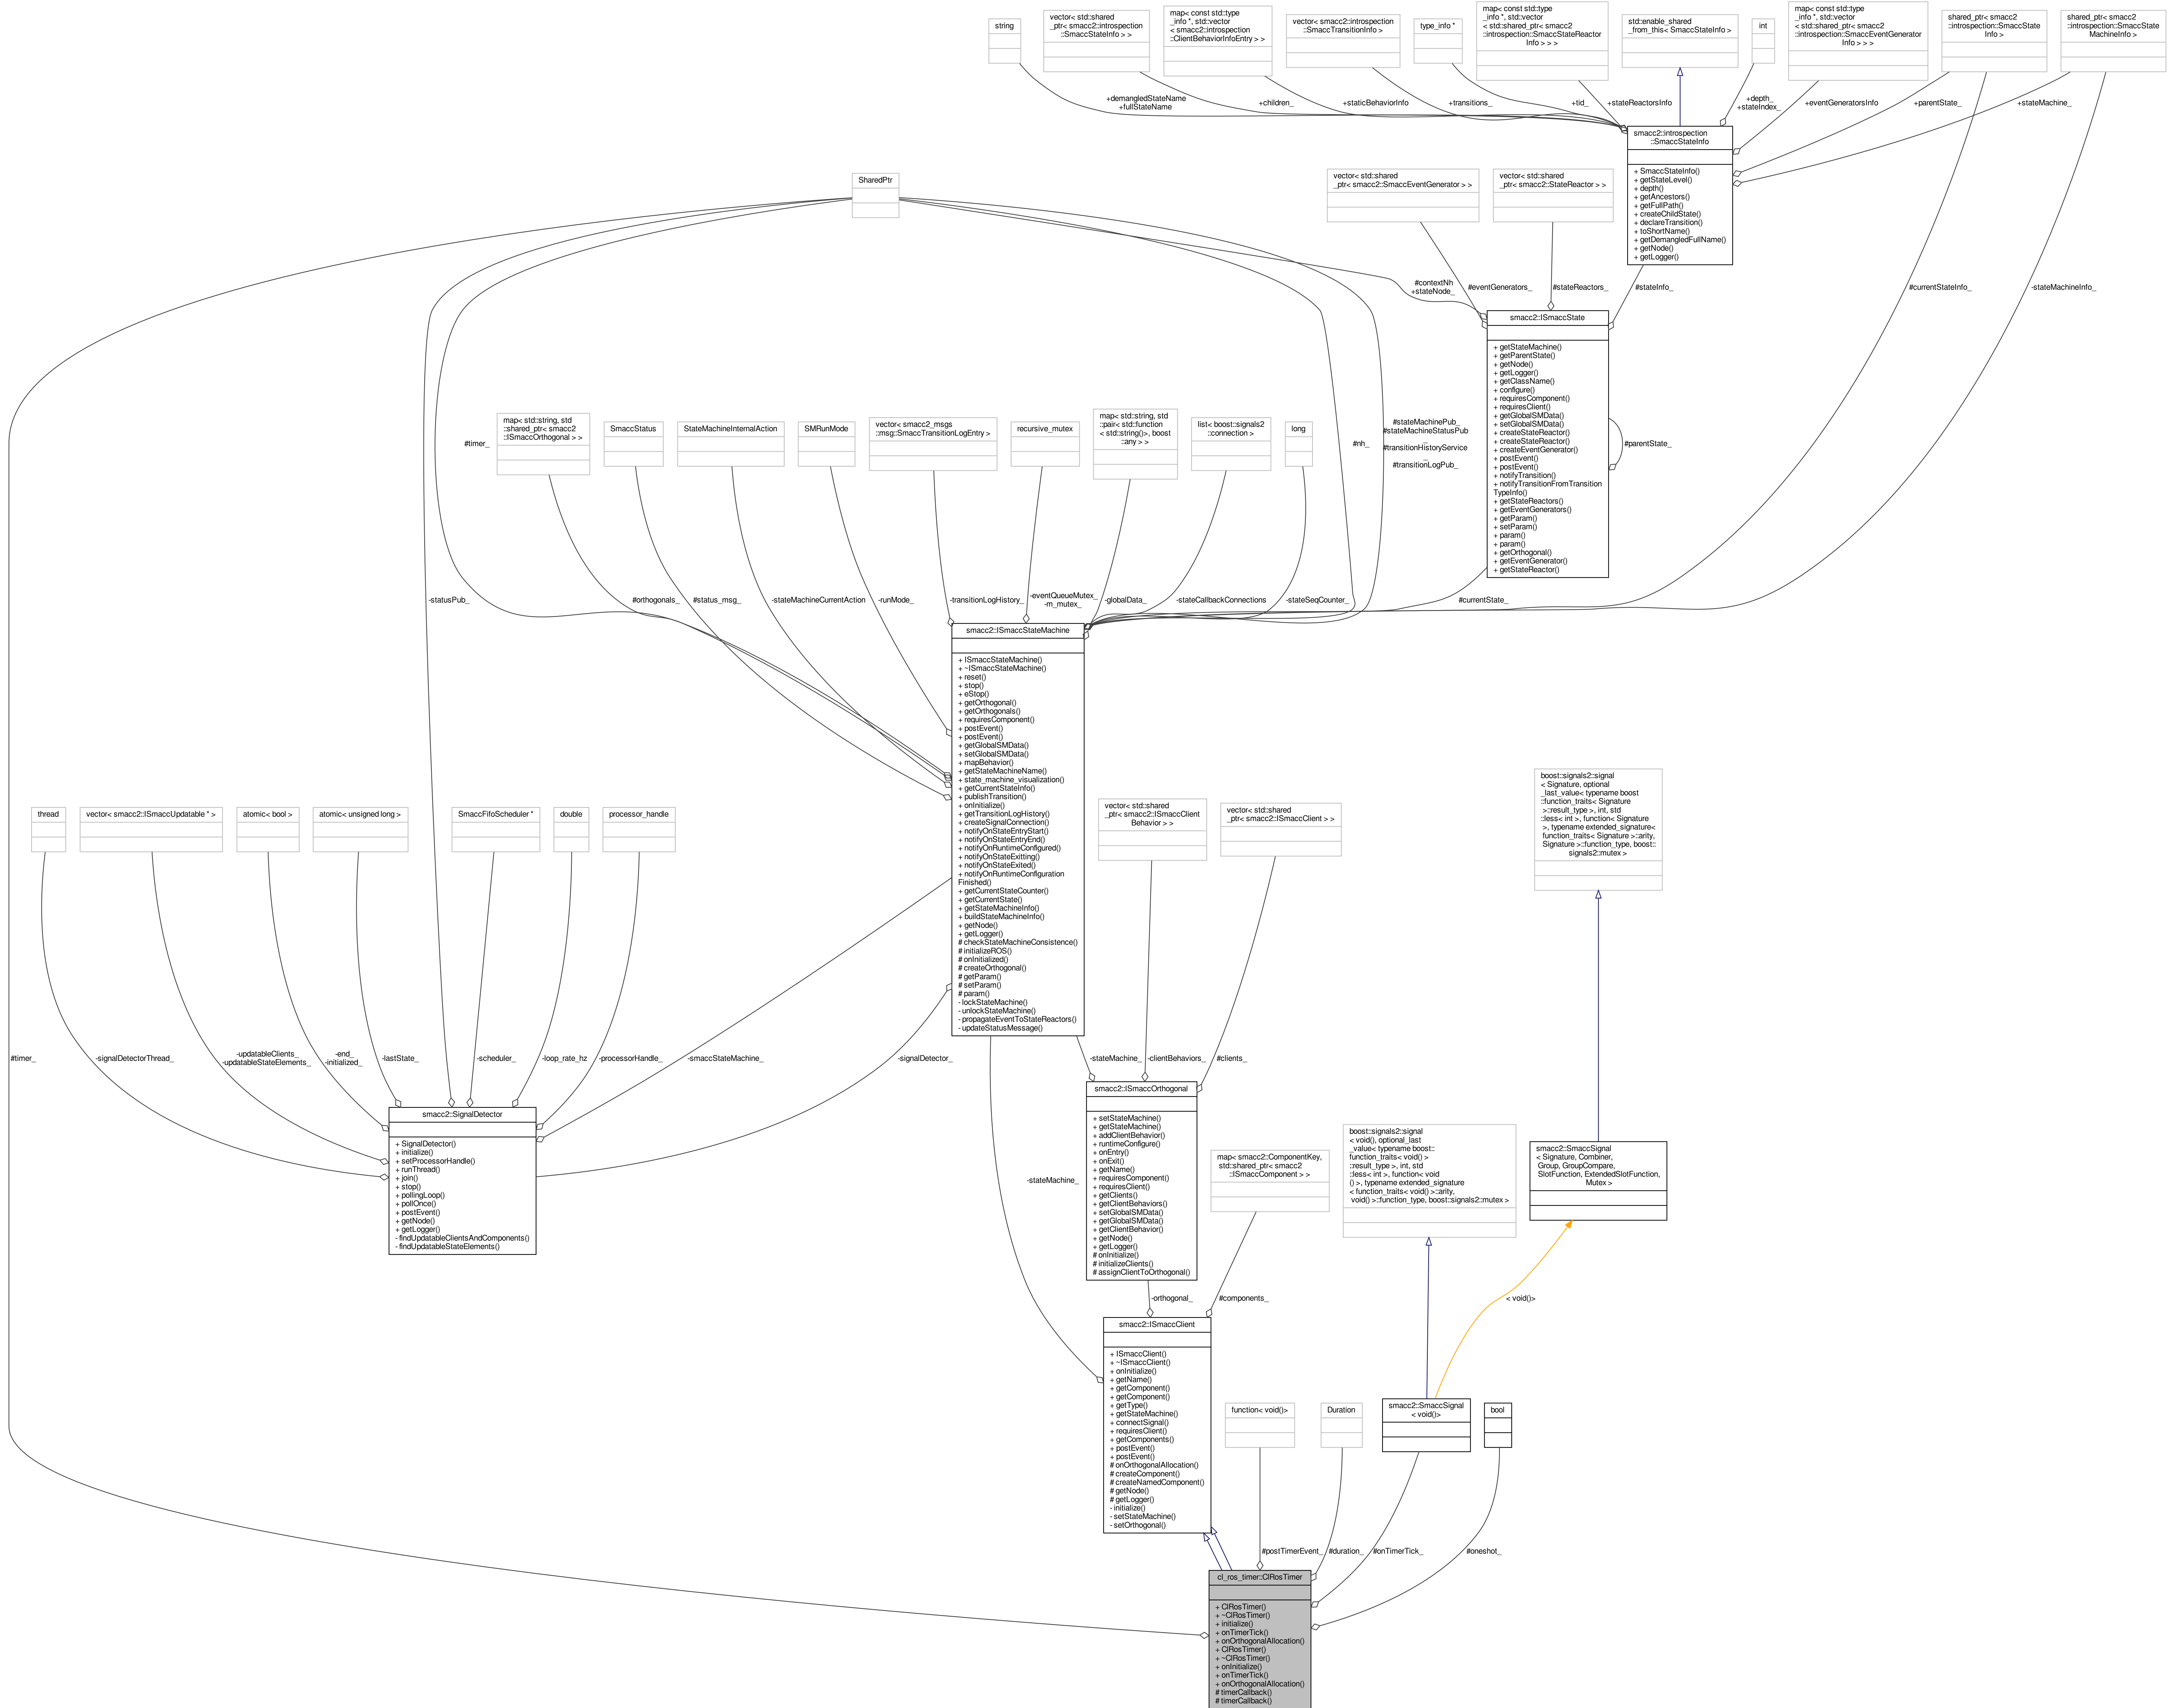 string
vector< std::shared
_ptr< smacc2::introspection
::SmaccStateInfo > >
map< const std::type
_info *, std::vector
< smacc2::introspection
::ClientBehaviorInfoEntry > >
vector< smacc2::introspection
::SmaccTransitionInfo >
type_info *
map< const std::type
_info *, std::vector
< std::shared_ptr< smacc2
::introspection::SmaccStateReactor
Info > > >
std::enable_shared
_from_this< SmaccStateInfo >
int
map< const std::type
_info *, std::vector
< std::shared_ptr< smacc2
::introspection::SmaccEventGenerator
Info > > >
shared_ptr< smacc2
::introspection::SmaccState
Info >
shared_ptr< smacc2
::introspection::SmaccState
MachineInfo >
+demangledStateName
+fullStateName
+children_
+staticBehaviorInfo
+transitions_
+tid_
+stateReactorsInfo
+depth_
+stateIndex_
+eventGeneratorsInfo
+parentState_
+stateMachine_
smacc2::introspection
::SmaccStateInfo
+ SmaccStateInfo()
+ getStateLevel()
+ depth()
+ getAncestors()
+ getFullPath()
+ createChildState()
+ declareTransition()
+ toShortName()
+ getDemangledFullName()
+ getNode()
+ getLogger()
SharedPtr
vector< std::shared
_ptr< smacc2::SmaccEventGenerator > >
vector< std::shared
_ptr< smacc2::StateReactor > >
#contextNh
+stateNode_
#eventGenerators_
#stateReactors_
#stateInfo_
#currentStateInfo_
-stateMachineInfo_
smacc2::ISmaccState
+ getStateMachine()
+ getParentState()
+ getNode()
+ getLogger()
+ getClassName()
+ configure()
+ requiresComponent()
+ requiresClient()
+ getGlobalSMData()
+ setGlobalSMData()
+ createStateReactor()
+ createStateReactor()
+ createEventGenerator()
+ postEvent()
+ postEvent()
+ notifyTransition()
+ notifyTransitionFromTransition
TypeInfo()
+ getStateReactors()
+ getEventGenerators()
+ getParam()
+ setParam()
+ param()
+ param()
+ getOrthogonal()
+ getEventGenerator()
+ getStateReactor()
#parentState_
map< std::string, std
::shared_ptr< smacc2
::ISmaccOrthogonal > >
SmaccStatus
StateMachineInternalAction
SMRunMode
vector< smacc2_msgs
::msg::SmaccTransitionLogEntry >
recursive_mutex
map< std::string, std
::pair< std::function
< std::string()>, boost
::any > >
list< boost::signals2
::connection >
long
#timer_
#nh_
#stateMachinePub_
#stateMachineStatusPub
_
#transitionHistoryService
_
#transitionLogPub_
-statusPub_
#orthogonals_
#status_msg_
-stateMachineCurrentAction
-runMode_
-transitionLogHistory_
-eventQueueMutex_
-m_mutex_
-globalData_
-stateCallbackConnections
-stateSeqCounter_
#currentState_
smacc2::ISmaccStateMachine
+ ISmaccStateMachine()
+ ~ISmaccStateMachine()
+ reset()
+ stop()
+ eStop()
+ getOrthogonal()
+ getOrthogonals()
+ requiresComponent()
+ postEvent()
+ postEvent()
+ getGlobalSMData()
+ setGlobalSMData()
+ mapBehavior()
+ getStateMachineName()
+ state_machine_visualization()
+ getCurrentStateInfo()
+ publishTransition()
+ onInitialize()
+ getTransitionLogHistory()
+ createSignalConnection()
+ notifyOnStateEntryStart()
+ notifyOnStateEntryEnd()
+ notifyOnRuntimeConfigured()
+ notifyOnStateExitting()
+ notifyOnStateExited()
+ notifyOnRuntimeConfiguration
Finished()
+ getCurrentStateCounter()
+ getCurrentState()
+ getStateMachineInfo()
+ buildStateMachineInfo()
+ getNode()
+ getLogger()
# checkStateMachineConsistence()
# initializeROS()
# onInitialized()
# createOrthogonal()
# getParam()
# setParam()
# param()
- lockStateMachine()
- unlockStateMachine()
- propagateEventToStateReactors()
- updateStatusMessage()
thread
vector< smacc2::ISmaccUpdatable * >
atomic< bool >
atomic< unsigned long >
SmaccFifoScheduler *
double
processor_handle
vector< std::shared
_ptr< smacc2::ISmaccClient
Behavior > >
vector< std::shared
_ptr< smacc2::ISmaccClient > >
boost::signals2::signal
< Signature, optional
_last_value< typename boost
::function_traits< Signature
>::result_type >, int, std
::less< int >, function< Signature
>, typename extended_signature<
function_traits< Signature >::arity,
Signature >::function_type, boost::
signals2::mutex >
#timer_
-signalDetectorThread_
-updatableClients_
-updatableStateElements_
-end_
-initialized_
-lastState_
-scheduler_
-loop_rate_hz
-processorHandle_
-smaccStateMachine_
-signalDetector_
-stateMachine_
-clientBehaviors_
#clients_
smacc2::SignalDetector
+ SignalDetector()
+ initialize()
+ setProcessorHandle()
+ runThread()
+ join()
+ stop()
+ pollingLoop()
+ pollOnce()
+ postEvent()
+ getNode()
+ getLogger()
- findUpdatableClientsAndComponents()
- findUpdatableStateElements()
smacc2::ISmaccOrthogonal
+ setStateMachine()
+ getStateMachine()
+ addClientBehavior()
+ runtimeConfigure()
+ onEntry()
+ onExit()
+ getName()
+ requiresComponent()
+ requiresClient()
+ getClients()
+ getClientBehaviors()
+ setGlobalSMData()
+ getGlobalSMData()
+ getClientBehavior()
+ getNode()
+ getLogger()
# onInitialize()
# initializeClients()
# assignClientToOrthogonal()
map< smacc2::ComponentKey,
std::shared_ptr< smacc2
::ISmaccComponent > >
boost::signals2::signal
< void(), optional_last
_value< typename boost::
function_traits< void() >
::result_type >, int, std
::less< int >, function< void
() >, typename extended_signature
< function_traits< void() >::arity,
void() >::function_type, boost::signals2::mutex >
smacc2::SmaccSignal
< Signature, Combiner,
Group, GroupCompare,
SlotFunction, ExtendedSlotFunction,
Mutex >
-stateMachine_
-orthogonal_
#components_
< void()>
smacc2::ISmaccClient
+ ISmaccClient()
+ ~ISmaccClient()
+ onInitialize()
+ getName()
+ getComponent()
+ getComponent()
+ getType()
+ getStateMachine()
+ connectSignal()
+ requiresClient()
+ getComponents()
+ postEvent()
+ postEvent()
# onOrthogonalAllocation()
# createComponent()
# createNamedComponent()
# getNode()
# getLogger()
- initialize()
- setStateMachine()
- setOrthogonal()
function< void()>
Duration
smacc2::SmaccSignal
< void()>
bool
#postTimerEvent_
#duration_
#onTimerTick_
#oneshot_
cl_ros_timer::ClRosTimer
+ ClRosTimer()
+ ~ClRosTimer()
+ initialize()
+ onTimerTick()
+ onOrthogonalAllocation()
+ ClRosTimer()
+ ~ClRosTimer()
+ onInitialize()
+ onTimerTick()
+ onOrthogonalAllocation()
# timerCallback()
# timerCallback()